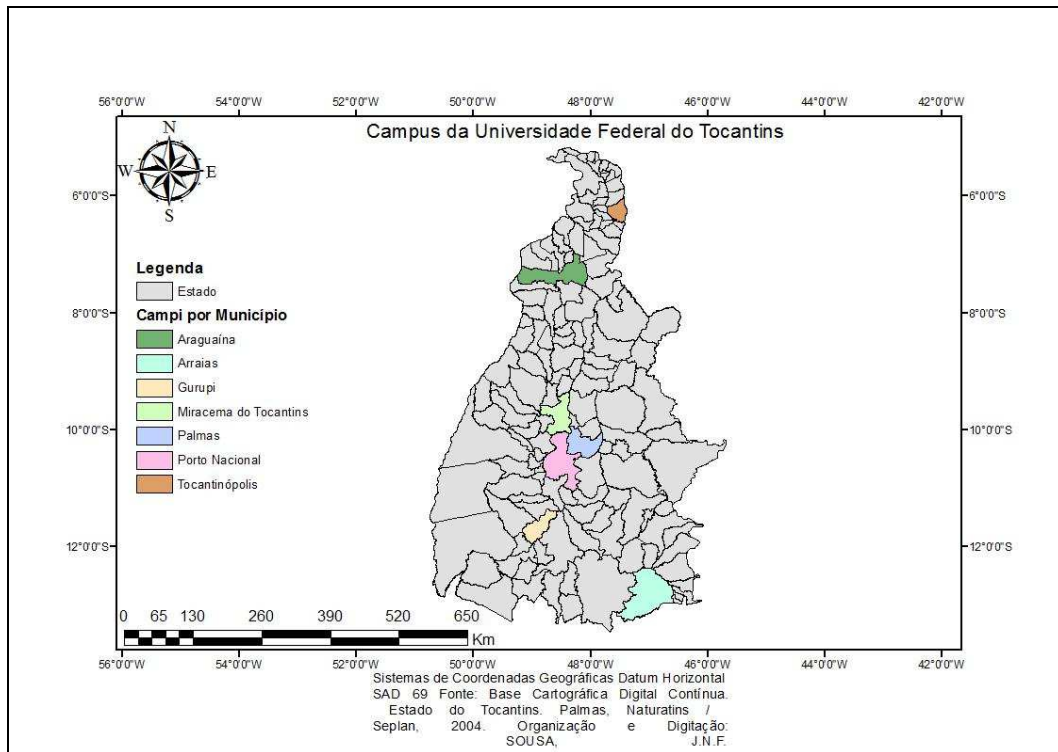 56°0'0"W 54°0'0"W 52°0'0"W 50°0'0"W 48°0'0"W 46°0'0"W 44°0'0"W 42°0'0"W
Campus da Universidade Federal do Tocantins
N
W E
S
6°0'0"S 6°0'0"S
Legenda
Estado
8°0'0"S 8°0'0"S
Campi por Município
Araguaína
Arraias
Gurupi
Miracema do Tocantins
10°0'0"S 10°0'0"S
Palmas
Porto Nacional
Tocantinópolis
12°0'0"S 12°0'0"S
0 65 130 260 390 520 650
Km
56°0'0"W 54°0'0"W 52°0'0"W 50°0'0"W 48°0'0"W 46°0'0"W 44°0'0"W 42°0'0"W
Sistemas de Coordenadas Geográficas Datum Horizontal
SAD 69 Fonte: Base Cartográfica Digital Contínua.
Estado do Tocantins. Palmas, Naturatins /
Seplan, 2004. Organização e Digitação:
SOUSA, J.N.F.